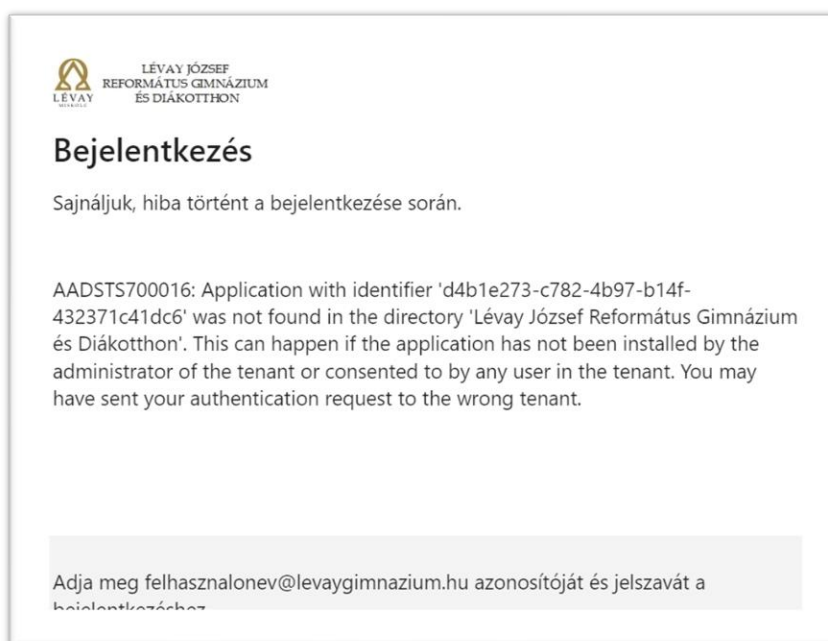 LÉVAY JÓZSEF
REFORMÁTUS GIMNÁZIUM
ÉS DIÁKOTTHON
LÉVAY
MISKOLC
Bejelentkezés
Sajnáljuk, hiba történt a bejelentkezése során.
AADSTS700016: Application with identifier 'd4b1e273-c782-4b97-b14f-
432371c41dc6' was not found in the directory 'Lévay József Református Gimnázium
és Diákotthon'. This can happen if the application has not been installed by the
administrator of the tenant or consented to by any user in the tenant. You may
have sent your authentication request to the wrong tenant.
Adja meg felhasznalonev@levaygimnazium.hu azonosítóját és jelszavát a
bejelentkezéshez